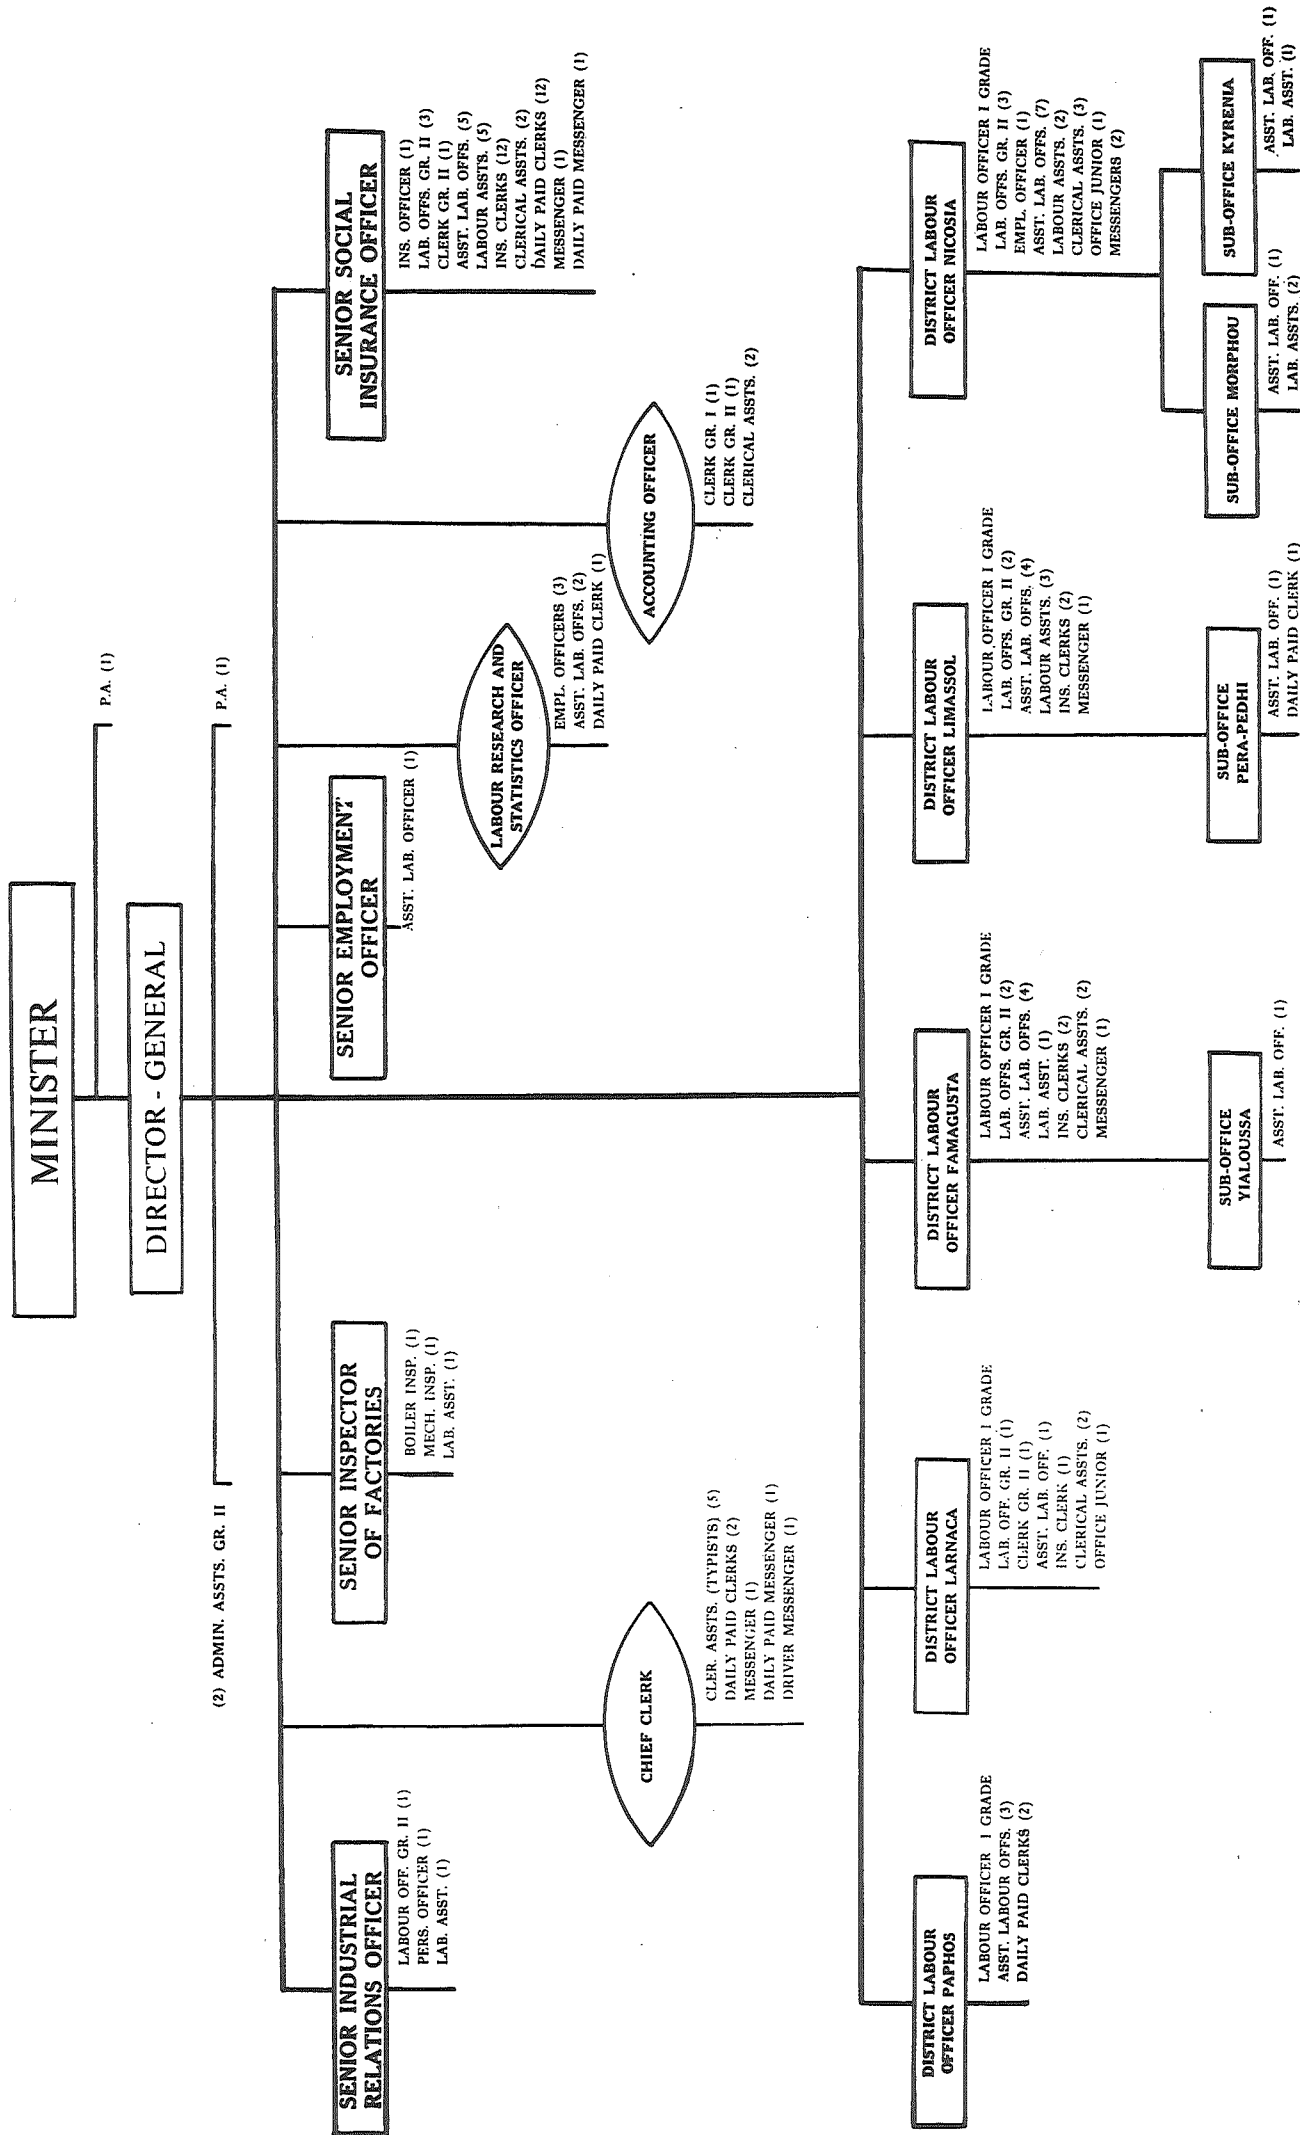 MINISTER
P.A. (1)
DIRECTOR - GENERAL
(2) ADMIN. ASSTS. GR. II
P.A. (1)
SENIOR INDUSTRIAL
RELATIONS OFFICER
LABOUR OFF. GR. II (1)
PERS. OFFICER (1)
LAB. ASST. (1)
CHIEF CLERK
CLER. ASSTS. (TYPISTS) (5)
DAILY PAID CLERKS (2)
MESSENGER (1)
DAILY PAID MESSENGER (1)
DRIVER MESSENGER (1)
SENIOR INSPECTOR
OF FACTORIES
BOILER INSP. (1)
MECH. INSP. (1)
LAB. ASST. (1)
SENIOR EMPLOYMENT
OFFICER
ASST. LAB. OFFICER (1)
LABOUR RESEARCH AND
STATISTICS OFFICER
EMPL. OFFICERS (3)
ASST. LAB. OFFS. (2)
DAILY PAID CLERK (1)
ACCOUNTING OFFICER
CLERK GR. I (1)
CLERK GR. II (1)
CLERICAL ASSTS. (2)
SENIOR SOCIAL
INSURANCE OFFICER
INS. OFFICER (1)
LAB. OFFS. GR. II (3)
CLERK GR. II (1)
ASST. LAB. OFFS. (5)
LABOUR ASSTS. (5)
INS. CLERKS (12)
CLERICAL ASSTS. (2)
DAILY PAID CLERKS (12)
MESSENGER (1)
DAILY PAID MESSENGER (1)
DISTRICT LABOUR
OFFICER PAPHOS
LABOUR OFFICER I GRADE
ASST. LABOUR OFFS. (3)
DAILY PAID CLERKS (2)
DISTRICT LABOUR
OFFICER LARNACA
LABOUR OFFICER I GRADE
LAB. OFF. GR. II (1)
CLERK GR. II (1)
ASST. LAB. OFF. (1)
INS. CLERK (1)
CLERICAL ASSTS. (2)
OFFICE JUNIOR (1)
DISTRICT LABOUR
OFFICER FAMAGUSTA
LABOUR OFFICER I GRADE
LAB. OFFS. GR. II (2)
ASST. LAB. OFFS. (4)
LAB. ASST. (1)
INS. CLERKS (2)
CLERICAL ASSTS. (2)
MESSENGER (1)
SUB-OFFICE
YIALOUSSA
ASST. LAB. OFF. (1)
DISTRICT LABOUR
OFFICER LIMASSOL
LABOUR OFFICER I GRADE
LAB. OFFS. GR. II (2)
ASST. LAB. OFFS. (4)
LABOUR ASSTS. (3)
INS. CLERKS (2)
MESSENGER (1)
SUB-OFFICE
PERA-PEDHI
ASST. LAB. OFF. (1)
DAILY PAID CLERK (1)
DISTRICT LABOUR
OFFICER NICOSIA
LABOUR OFFICER I GRADE
LAB. OFFS. GR. II (3)
EMPL. OFFICER (1)
ASST. LAB. OFFS. (7)
LABOUR ASSTS. (2)
CLERICAL ASSTS. (3)
OFFICE JUNIOR (1)
MESSENGERS (2)
SUB-OFFICE MORPHOU
ASST. LAB. OFF. (1)
LAB. ASSTS. (2)
SUB-OFFICE KYRENIA
ASST. LAB. OFF. (1)
LAB. ASST. (1)